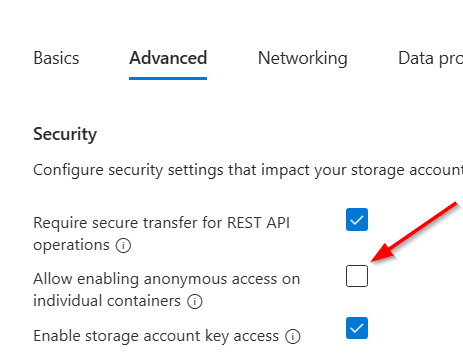 Basics Advanced Networking Data pro
Security
Configure security settings that impact your storage account
Require secure transfer for REST API
operations
Allow enabling anonymous access on
individual containers
Enable storage account key access